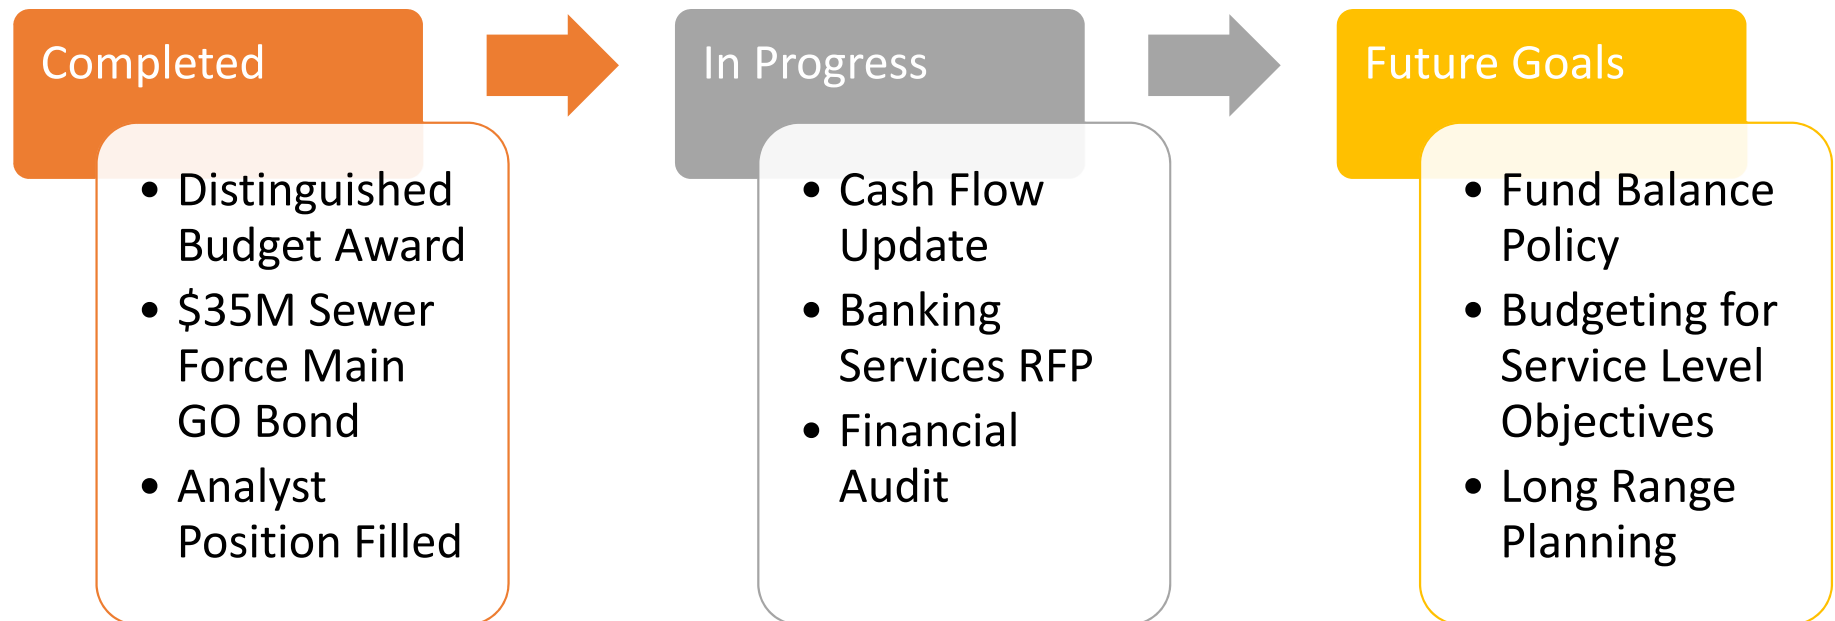 Completed
• Distinguished
Budget Award
• $35M Sewer
Force Main
GO Bond
• Analyst
Position Filled
In Progress
• Cash Flow
Update
• Banking
Services RFP
• Financial
Audit
Future Goals
• Fund Balance
Policy
• Budgeting for
Service Level
Objectives
• Long Range
Planning